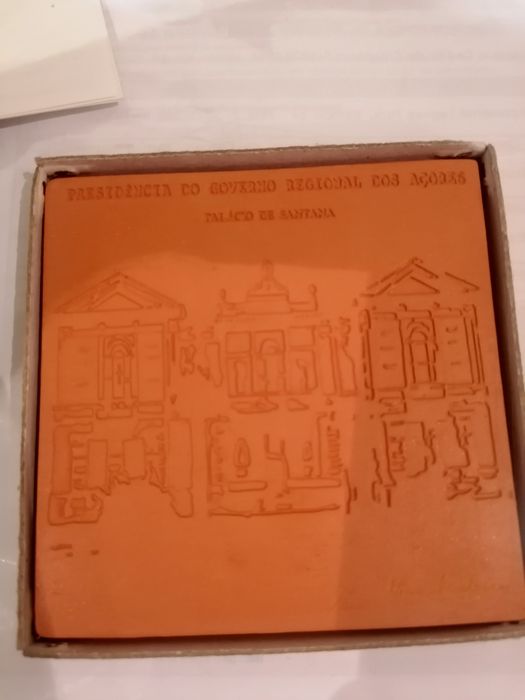 PRESIDÊNCIA DO GOVERNO REGIONAL DOS AÇORES
PALÁCIO DE SANTANA